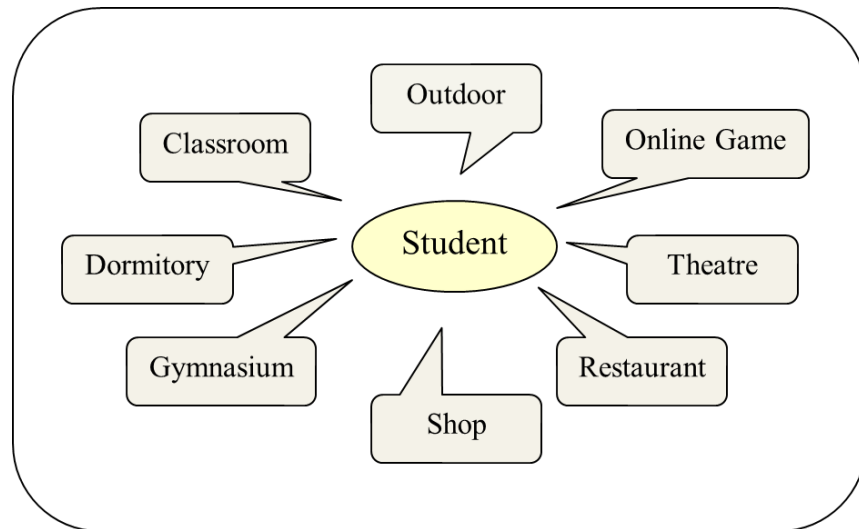 Outdoor
Classroom
Online Game
Student
Dormitory
Theatre
Gymnasium
Restaurant
Shop